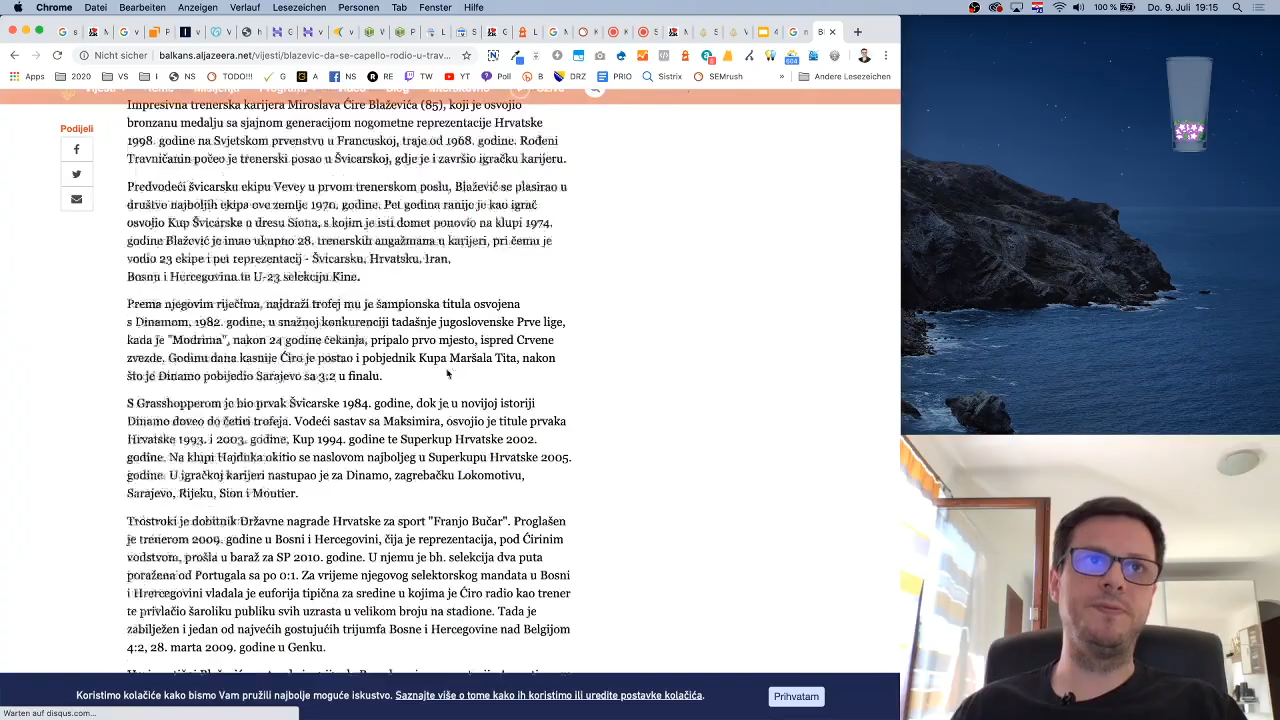 Chrome Datei Bearbeiten Anzeigen Verlauf Lesezeichen Personen Tab Fenster Hilfe
100 % Do. 9. Juli 19:15
Nicht sicher balkans.aljazeera.net/vijesti/blazevic-da-se-capello-rodio-u-trav...
Apps 2020 VS NS TODO!!! G A NS RE TW YT Poll B DRZ PRIO Sistrix SEMrush » Andere Lesezeichen
Podijeli
Impresivna trenerska karijera Miroslava Ćire Blaževića (85), koji je osvojio
bronzanu medalju sa sjajnom generacijom nogometne reprezentacije Hrvatske
1998. godine na Svjetskom prvenstvu u Francuskoj, traje od 1968. godine. Rođeni
Travničanin počeo je trenerski posao u Švicarskoj, gdje je i završio igračku karijeru.
Predvodeći švicarsku ekipu Vevey u prvom trenerskom poslu, Blažević se plasirao u
društvo najboljih ekipa ove zemlje 1970. godine. Pet godina ranije je kao igrač
osvojio Kup Švicarske u dresu Siona, s kojim je isti domet ponovio na klupi 1974.
godine Blažović je imao ukupno 28. trenerskih angažmana u karijeri, pri čemu je
vodio 23 ekipe i pet reprezentacij - Švicarsku, Hrvatsku, Iran,
Bosnu i Hercegovinu te U-23 selekciju Kine.
Prema njegovim riječima, najdraži trofej mu je šampionska titula osvojena
s Dinamom, 1982. godine, u snažnoj konkurenciji tadašnje jugoslovenske Prve lige,
kada je "Modrima", nakon 24 godine čekanja, pripalo prvo mjesto, ispred Crvene
zvezde. Godinu dana kasnije Ćiro je postao i pobjednik Kupa Maršala Tita, nakon
što je Dinamo pobijedio Sarajevo sa 3:2 u finalu.
S Grasshopperom je bio prvak Švicarske 1984. godine, dok je u novijoj istoriji
Dinamo doveo do četiri trofeja. Vodeći sastav sa Maksimira, osvojio je titule prvaka
Hrvatske 1993. i 2003. godine, Kup 1994. godine te Superkup Hrvatske 2002.
godine. Na klupi Hajduka okitio se naslovom najboljeg u Superkupu Hrvatske 2005.
godine. U igračkoj karijeri nastupao je za Dinamo, zagrebačku Lokomotivu,
Sarajevo, Rijeku, Sion i Moutier.
Trostruki je dobitnik Državne nagrade Hrvatske za sport "Franjo Bučar". Proglašen
je trenerom 2009. godine u Bosni i Hercegovini, čija je reprezentacija, pod Ćirinim
vodstvom, prošla u baraž za SP 2010. godine. U njemu je bh. selekcija dva puta
poražena od Portugala sa po 0:1. Za vrijeme njegovog selektorskog mandata u Bosni
i Hercegovini vladala je euforija tipična za sredine u kojima je Ćiro radio kao trener
te privlačio šaroliku publiku svih uzrasta u velikom broju na stadione. Tada je
zabilježen i jedan od najvećih gostujućih trijumfa Bosne i Hercegovine nad Belgijom
4:2, 28. marta 2009. godine u Genku.
Koristimo kolačiće kako bismo Vam pružili najbolje moguće iskustvo. Saznajte više o tome kako ih koristimo ili uredite postavke kolačića.
Prihvatam
Warten auf disqus.com...